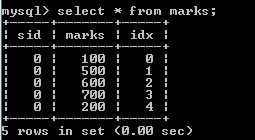 mysql> select * from marks;
+-----+-------+-----+
| sid | marks | idx |
+-----+-------+-----+
|   0 |   100 |   0 |
|   0 |   500 |   1 |
|   0 |   600 |   2 |
|   0 |   700 |   3 |
|   0 |   200 |   4 |
+-----+-------+-----+
5 rows in set (0.00 sec)